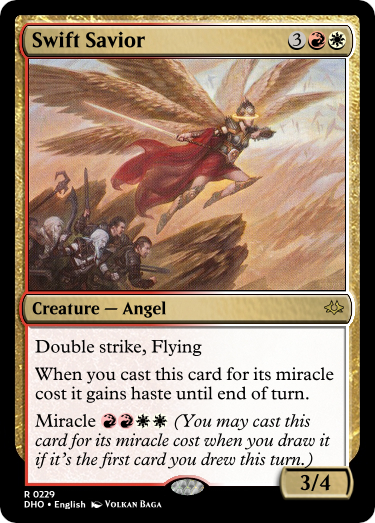 Swift Savior 3
Creature — Angel
Double strike, Flying
When you cast this card for its miracle
cost it gains haste until end of turn.
Miracle (You may cast this
card for its miracle cost when you draw it
if it's the first card you drew this turn.)
3/4
R 0229
DHO • English Volkan Baga